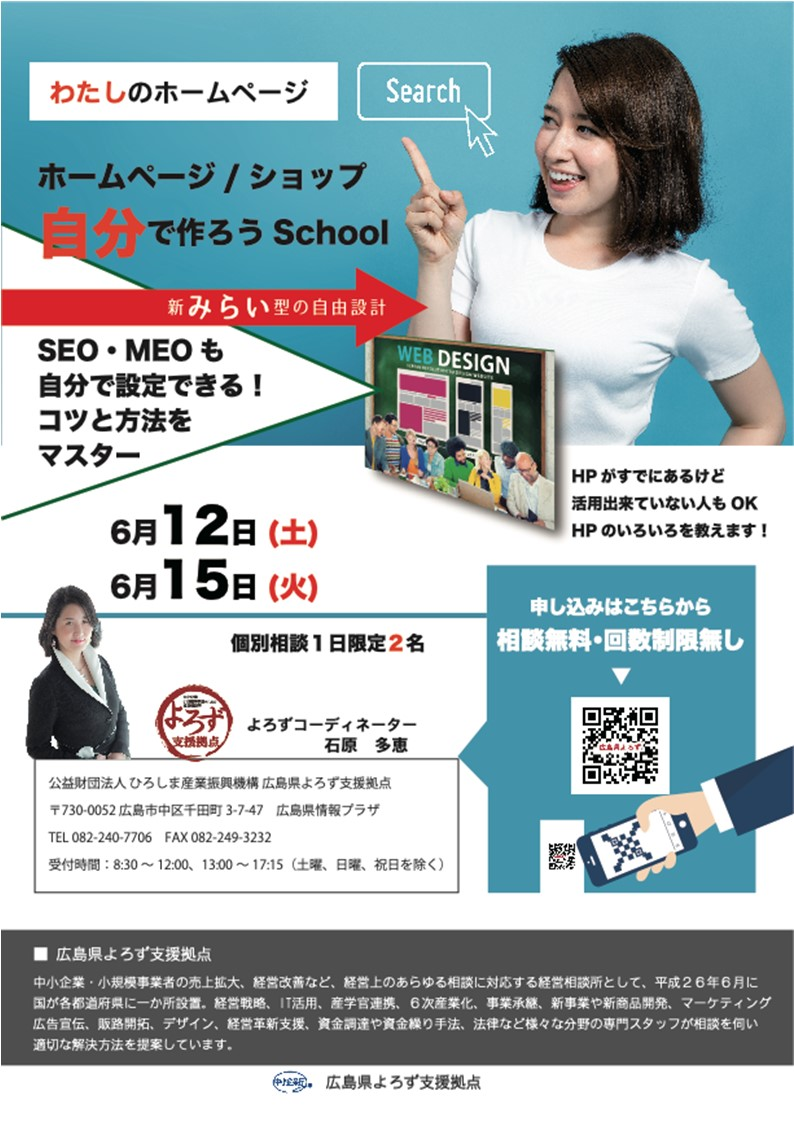 わたしのホームページ
Search
ホームページ / ショップ
自分で作ろう School
新みらい型の自由設計
SEO・MEO も
自分で設定できる！
コツと方法を
マスター
WEB DESIGN
HP がすでにあるけど
活用出来ていない人も OK
HP のいろいろを教えます！
6月12日 (土)
6月15日 (火)
個別相談１日限定２名
申し込みはこちらから
相談無料・回数制限無し
広島県よろず
よろず
支援拠点
よろずコーディネーター
石原　多恵
公益財団法人 ひろしま産業振興機構 広島県よろず支援拠点
〒730-0052 広島市中区千田町 3-7-47　広島県情報プラザ
TEL 082-240-7706　FAX 082-249-3232
受付時間：8:30 ～ 12:00、13:00 ～ 17:15（土曜、日曜、祝日を除く）
■ 広島県よろず支援拠点
中小企業・小規模事業者の売上拡大、経営改善など、経営上のあらゆる相談に対応する経営相談所として、平成２６年６月に
国が各都道府県に一か所設置。経営戦略、IT活用、産学官連携、６次産業化、事業承継、新事業や新商品開発、マーケティング
広告宣伝、販路開拓、デザイン、経営革新支援、資金調達や資金繰り手法、法律など様々な分野の専門スタッフが相談を伺い
適切な解決方法を提案しています。
広島県よろず支援拠点